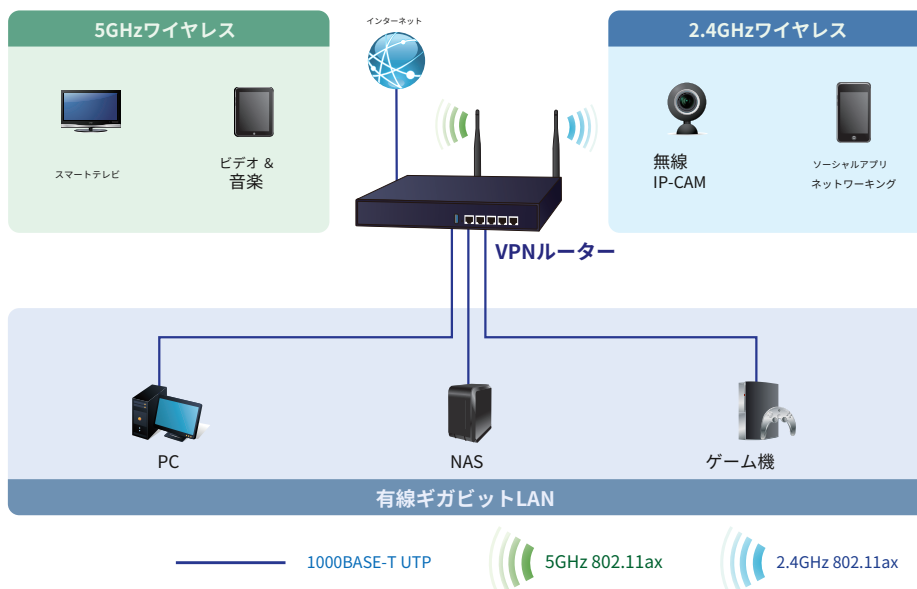 5GHzワイヤレス
インターネット
2.4GHzワイヤレス
スマートテレビ
ビデオ &
音楽
無線
IP-CAM
ソーシャルアプリ
ネットワーキング
VPNルーター
PC
NAS
ゲーム機
有線ギガビットLAN
1000BASE-T UTP
5GHz 802.11ax
2.4GHz 802.11ax